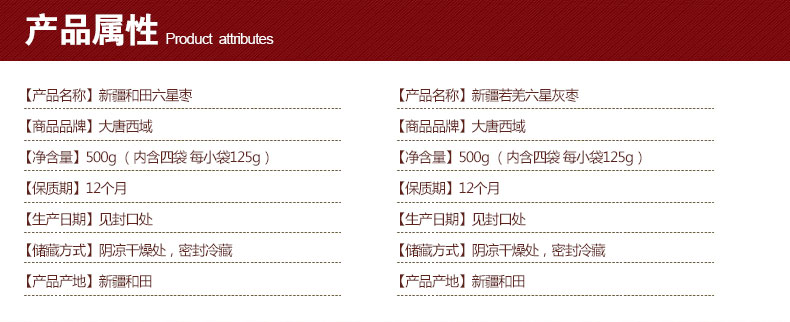 产品属性 Product attributes
【产品名称】新疆和田六星枣
【商品品牌】大唐西域
【净含量】500g（内含四袋 每小袋125g）
【保质期】12个月
【生产日期】见封口处
【储藏方式】阴凉干燥处，密封冷藏
【产品产地】新疆和田
【产品名称】新疆若羌六星灰枣
【商品品牌】大唐西域
【净含量】500g（内含四袋 每小袋125g）
【保质期】12个月
【生产日期】见封口处
【储藏方式】阴凉干燥处，密封冷藏
【产品产地】新疆和田